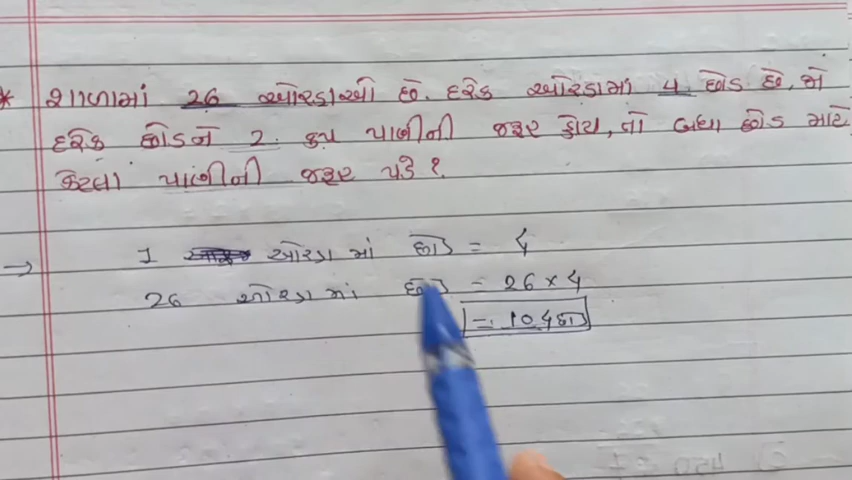 * શાળામાં 26 ઓરડાઓ છે. દરેક ઓરડામાં 4 છોડ છે, જો
દરેક છોડને 2 કપ પાણીની જરૂર હોય, તો બધા છોડ માટે
કેટલા પાણીની જરૂર પડે ?
→ 1 ઓરડામાં છોડ = 4
26 ઓરડામાં છોડ = 26 × 4
= 104 છોડ